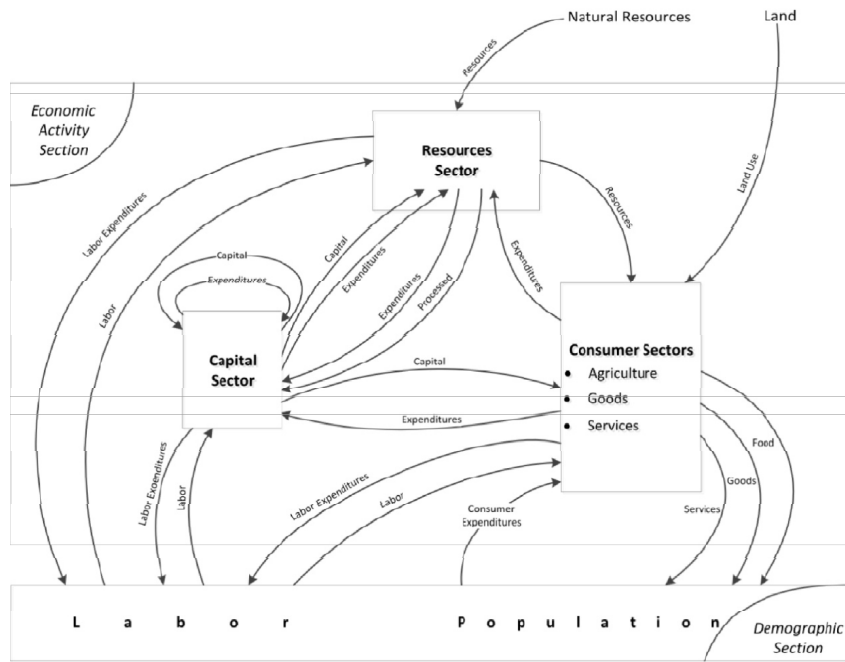 Natural Resources
Land
Resources
Economic
Activity
Section
Resources
Sector
Land Use
Resources
Labor Expenditures
Labor
Capital
Expenditures
Capital
Expenditures
Expenditures
Processed
Expenditures
Capital
Sector
Consumer Sectors
• Agriculture
• Goods
• Services
Capital
Expenditures
Food
Goods
Services
Labor Expenditures
Labor
Labor Expenditures
Labor
Consumer
Expenditures
L a b o r P o p u l a t i o n
Demographic
Section